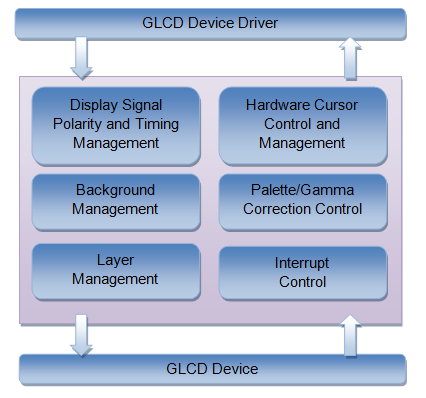 GLCD Device Driver
Display Signal
Polarity and Timing
Management
Hardware Cursor
Control and
Management
Background
Management
Palette/Gamma
Correction Control
Layer
Management
Interrupt
Control
GLCD Device